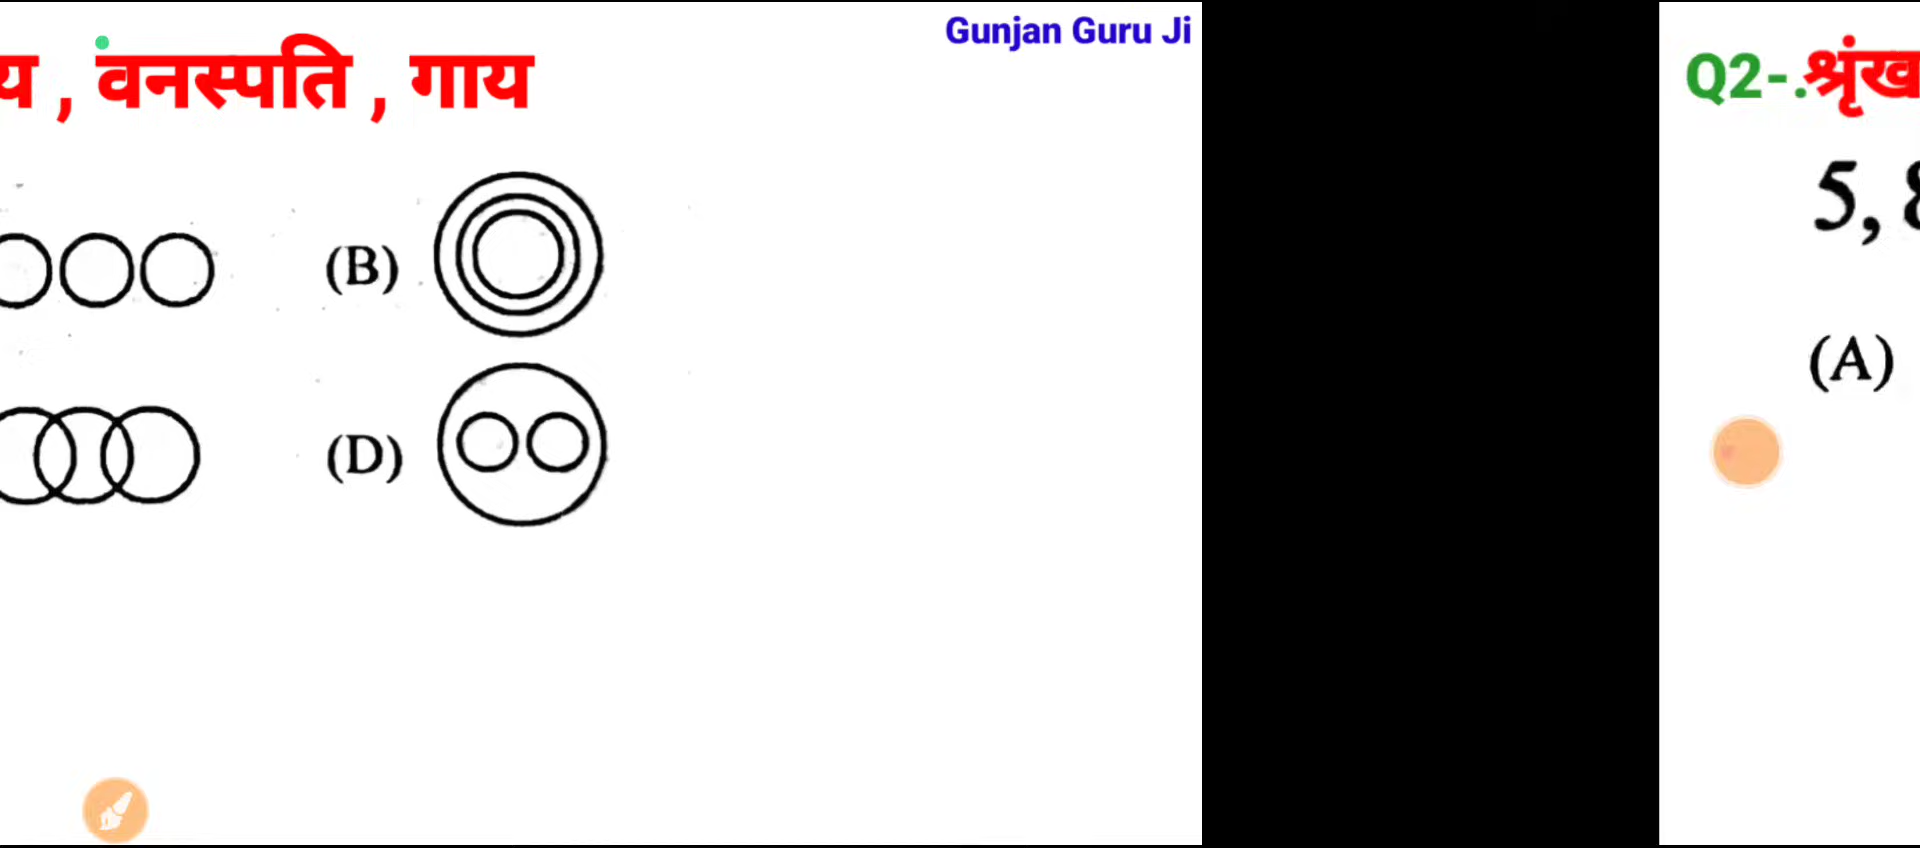 Gunjan Guru Ji
, वनस्पति , गाय
(B)
(D)
Q2-.
5,
(A)